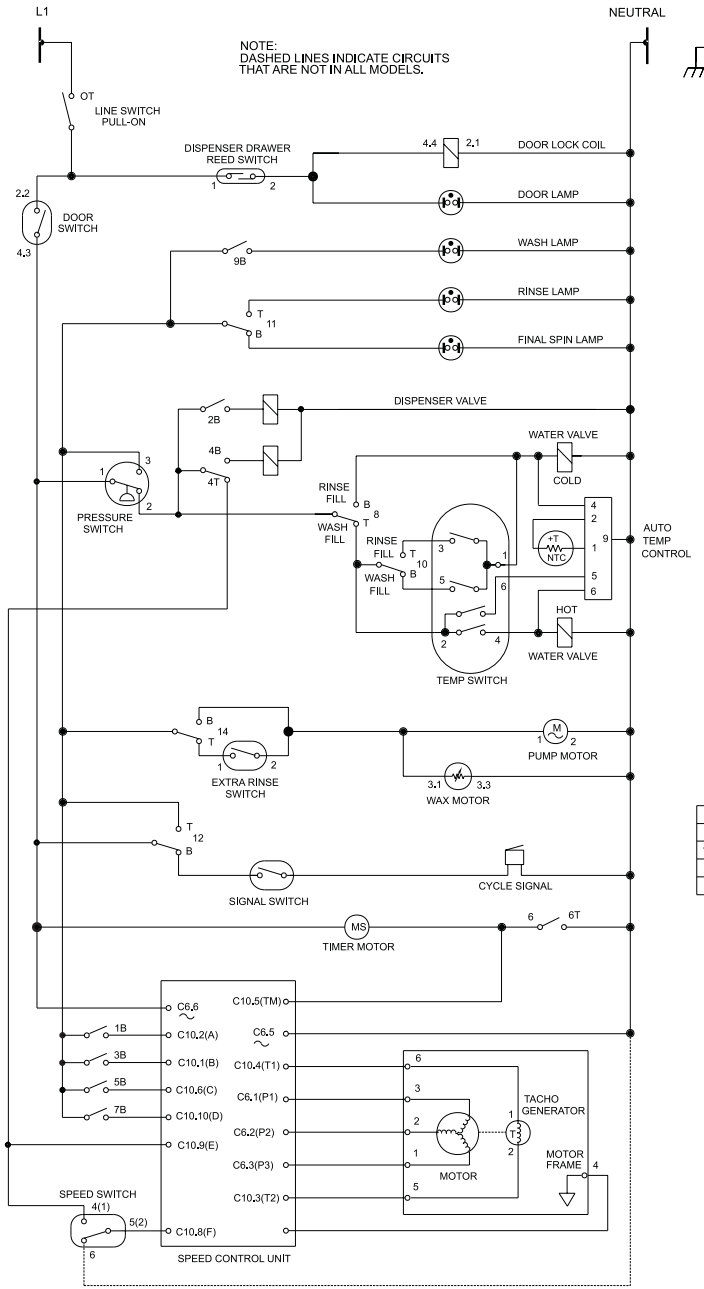 L1
NEUTRAL
NOTE:
DASHED LINES INDICATE CIRCUITS
THAT ARE NOT IN ALL MODELS.
OT
LINE SWITCH
PULL-ON
DISPENSER DRAWER
REED SWITCH
1 2
4.4 2.1
DOOR LOCK COIL
DOOR LAMP
2.2
DOOR
SWITCH
4.3
9B
WASH LAMP
T
11
B
RINSE LAMP
FINAL SPIN LAMP
2B
DISPENSER VALVE
4B
4T
3
1
2
PRESSURE
SWITCH
WATER VALVE
COLD
RINSE
FILL
B
8
T
WASH
FILL
RINSE
FILL
T
10
B
WASH
FILL
3
1
5
6
2
4
TEMP SWITCH
4
2
+T
NTC
1
9
5
6
AUTO
TEMP
CONTROL
HOT
WATER VALVE
B
14
T
1 2
EXTRA RINSE
SWITCH
M
1 2
PUMP MOTOR
3.1 3.3
WAX MOTOR
T
12
B
SIGNAL SWITCH
CYCLE SIGNAL
MS
TIMER MOTOR
6 6T
C6.6
C10.5(TM)
1B
C10.2(A)
C6.5
3B
C10.1(B)
C10.4(T1)
6
5B
C10.6(C)
C6.1(P1)
3
7B
C10.10(D)
C6.2(P2)
2
C10.9(E)
C6.3(P3)
1
C10.3(T2)
5
MOTOR
1
T
2
TACHO
GENERATOR
MOTOR
FRAME
4
SPEED SWITCH
4(1)
5(2)
6
C10.8(F)
SPEED CONTROL UNIT